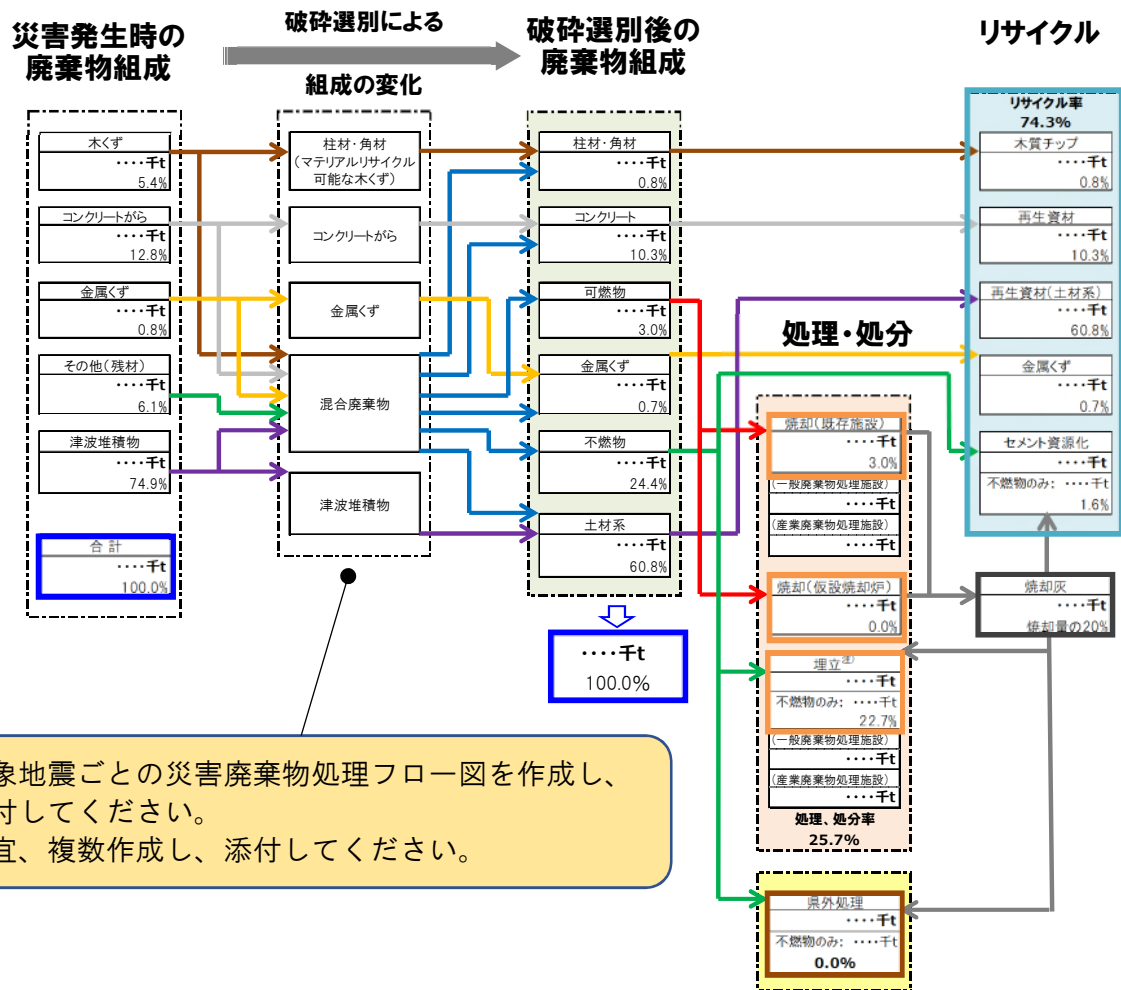 災害発生時の
廃棄物組成
破砕選別による
組成の変化
破砕選別後の
廃棄物組成
リサイクル
木くず
････千t
5.4%
コンクリートがら
････千t
12.8%
金属くず
････千t
0.8%
その他(残材)
････千t
6.1%
津波堆積物
････千t
74.9%
合計
････千t
100.0%
柱材・角材
(マテリアルリサイクル
可能な木くず)
コンクリートがら
金属くず
混合廃棄物
津波堆積物
柱材・角材
････千t
0.8%
コンクリート
････千t
10.3%
可燃物
････千t
3.0%
金属くず
････千t
0.7%
不燃物
････千t
24.4%
土材系
････千t
60.8%
････千t
100.0%
処理・処分
焼却(既存施設)
････千t
3.0%
(一般廃棄物処理施設)
････千t
(産業廃棄物処理施設)
････千t
焼却(仮設焼却炉)
････千t
0.0%
埋立注)
････千t
不燃物のみ: ････千t
22.7%
(一般廃棄物処理施設)
････千t
(産業廃棄物処理施設)
････千t
処理、処分率
25.7%
県外処理
････千t
不燃物のみ: ････千t
0.0%
リサイクル率
74.3%
木質チップ
････千t
0.8%
再生資材
････千t
10.3%
再生資材(土材系)
････千t
60.8%
金属くず
････千t
0.7%
セメント資源化
････千t
不燃物のみ: ････千t
1.6%
焼却灰
････千t
焼却量の20%
象地震ごとの災害廃棄物処理フロー図を作成し、
付してください。
宜、複数作成し、添付してください。